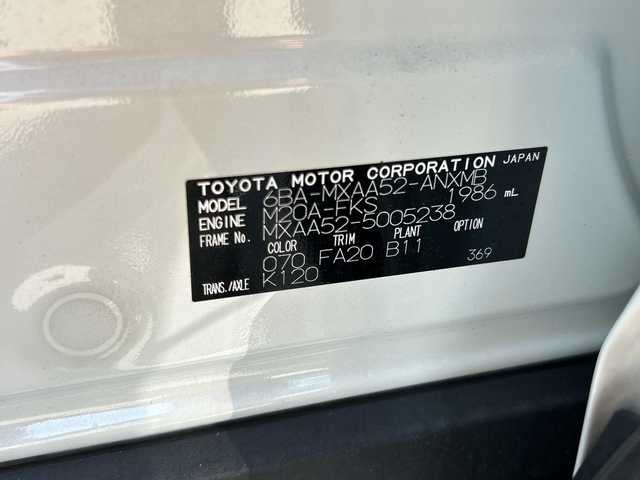 TOYOTA MOTOR CORPORATION JAPAN
MODEL 6BA-MXAA52-ANXMB
ENGINE M20A-FKS 1986 mL
FRAME No. MXAA52-5005238
COLOR TRIM PLANT OPTION
070 FA20 B11 369
TRANS./AXLE K120